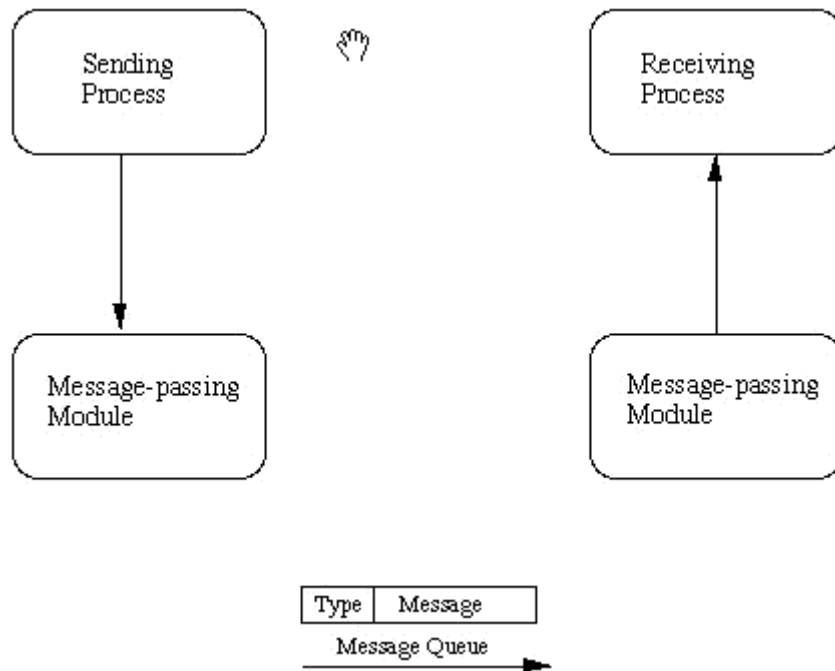 Sending
Process
Receiving
Process
Message-passing
Module
Message-passing
Module
Type
Message
Message Queue